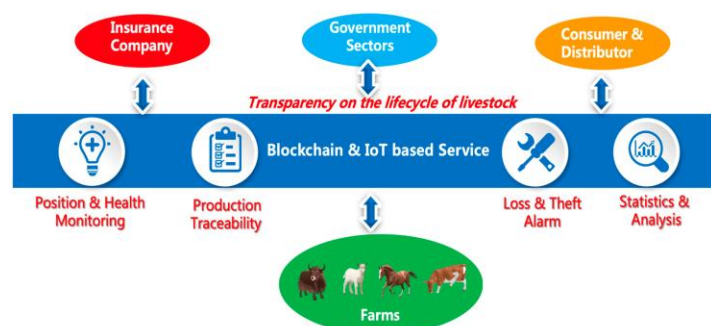 Insurance
Company
Government
Sectors
Consumer &
Distributor
Transparency on the lifecycle of livestock
Blockchain & IoT based Service
Position & Health
Monitoring
Production
Traceability
Loss & Theft
Alarm
Statistics &
Analysis
Farms